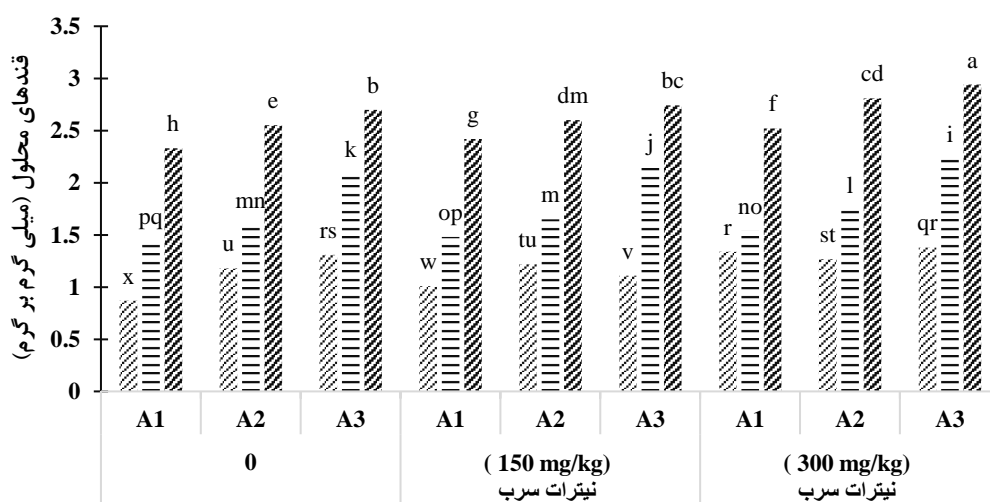 قندهای محلول (میلی گرم بر گرم)
3.5
3
2.5
2
1.5
1
0.5
0
x pq h u mn e rs k b w op g tu m dm v j bc r no f st l cd qr i a
A1 A2 A3 A1 A2 A3 A1 A2 A3
0 ( 150 mg/kg) ( 300 mg/kg)
نیترات سرب نیترات سرب